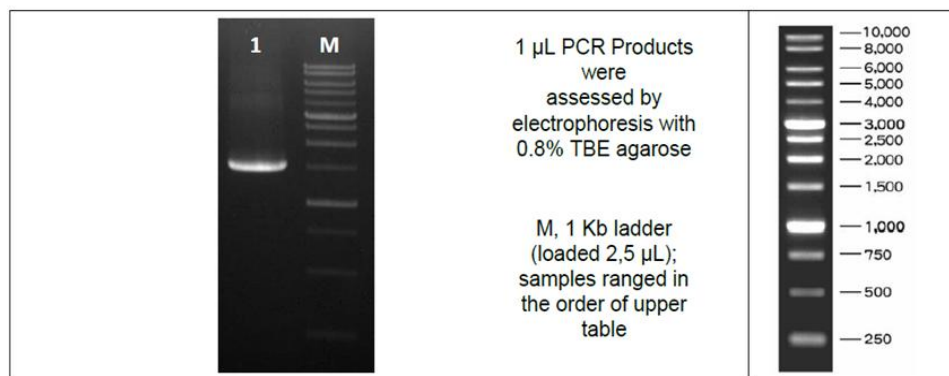 1 M
1 µL PCR Products
were
assessed by
electrophoresis with
0.8% TBE agarose
M, 1 Kb ladder
(loaded 2,5 µL);
samples ranged in
the order of upper
table
10,000
8,000
6,000
5,000
4,000
3,000
2,500
2,000
1,500
1,000
750
500
250